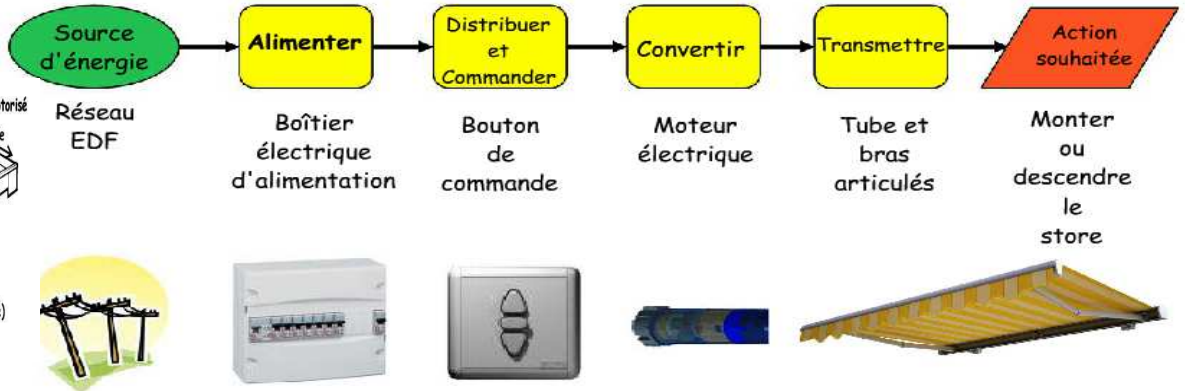 Source
d'énergie
Alimenter
Distribuer
et
Commander
Convertir
Transmettre
Action
souhaitée
Réseau
EDF
Boîtier
électrique
d'alimentation
Bouton
de
commande
Moteur
électrique
Tube et
bras
articulés
Monter
ou
descendre
le
store